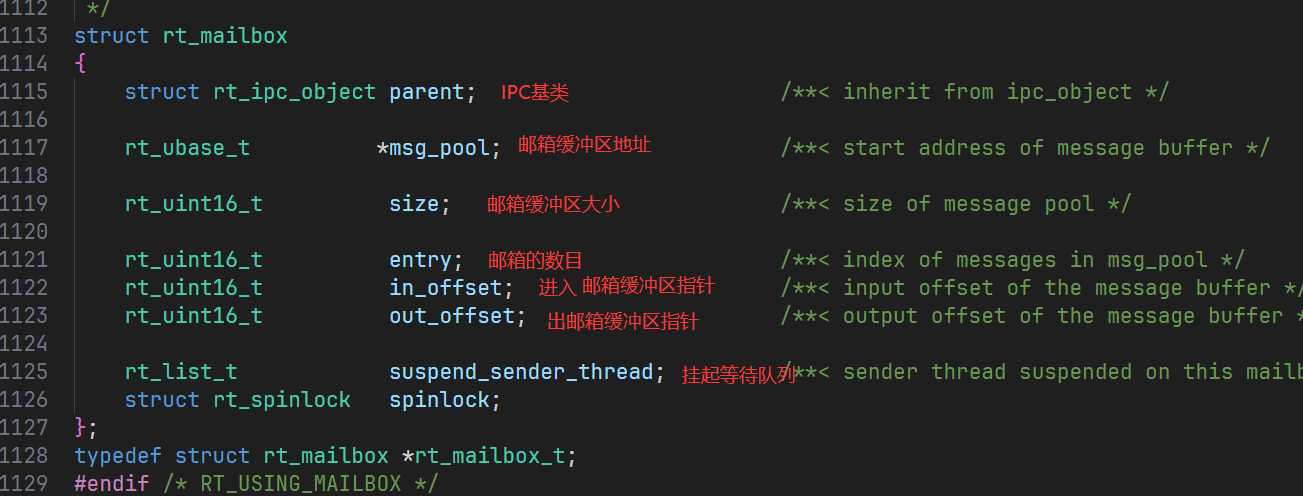 1112 */
1113 struct rt_mailbox
1114 {
1115 struct rt_ipc_object parent; IPC基类 /**< inherit from ipc_object */
1116
1117 rt_ubase_t *msg_pool; 邮箱缓冲区地址 /**< start address of message buffer */
1118
1119 rt_uint16_t size; 邮箱缓冲区大小 /**< size of message pool */
1120
1121 rt_uint16_t entry; 邮箱的数目 /**< index of messages in msg_pool */
1122 rt_uint16_t in_offset; 进入 邮箱缓冲区指针 /**< input offset of the message buffer */
1123 rt_uint16_t out_offset; 出邮箱缓冲区指针 /**< output offset of the message buffer *
1124
1125 rt_list_t suspend_sender_thread; 挂起等待队列 /**< sender thread suspended on this mailb
1126 struct rt_spinlock spinlock;
1127 };
1128 typedef struct rt_mailbox *rt_mailbox_t;
1129 #endif /* RT_USING_MAILBOX */